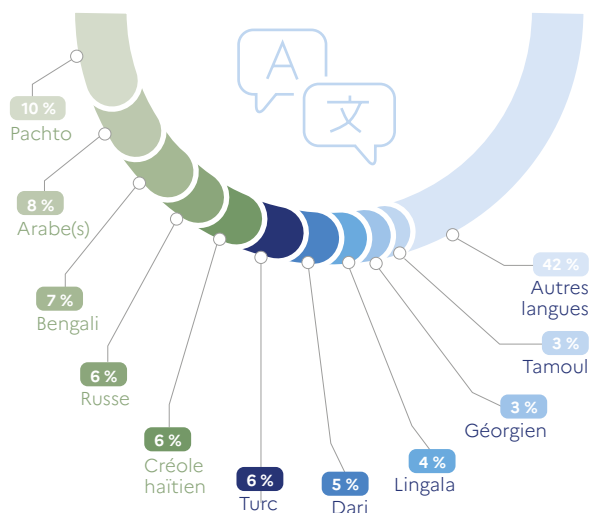 A
文
10 %
Pachto
8 %
Arabe(s)
7 %
Bengali
6 %
Russe
6 %
Créole
haïtien
6 %
Turc
5 %
Dari
4 %
Lingala
3 %
Géorgien
3 %
Tamoul
42 %
Autres
langues